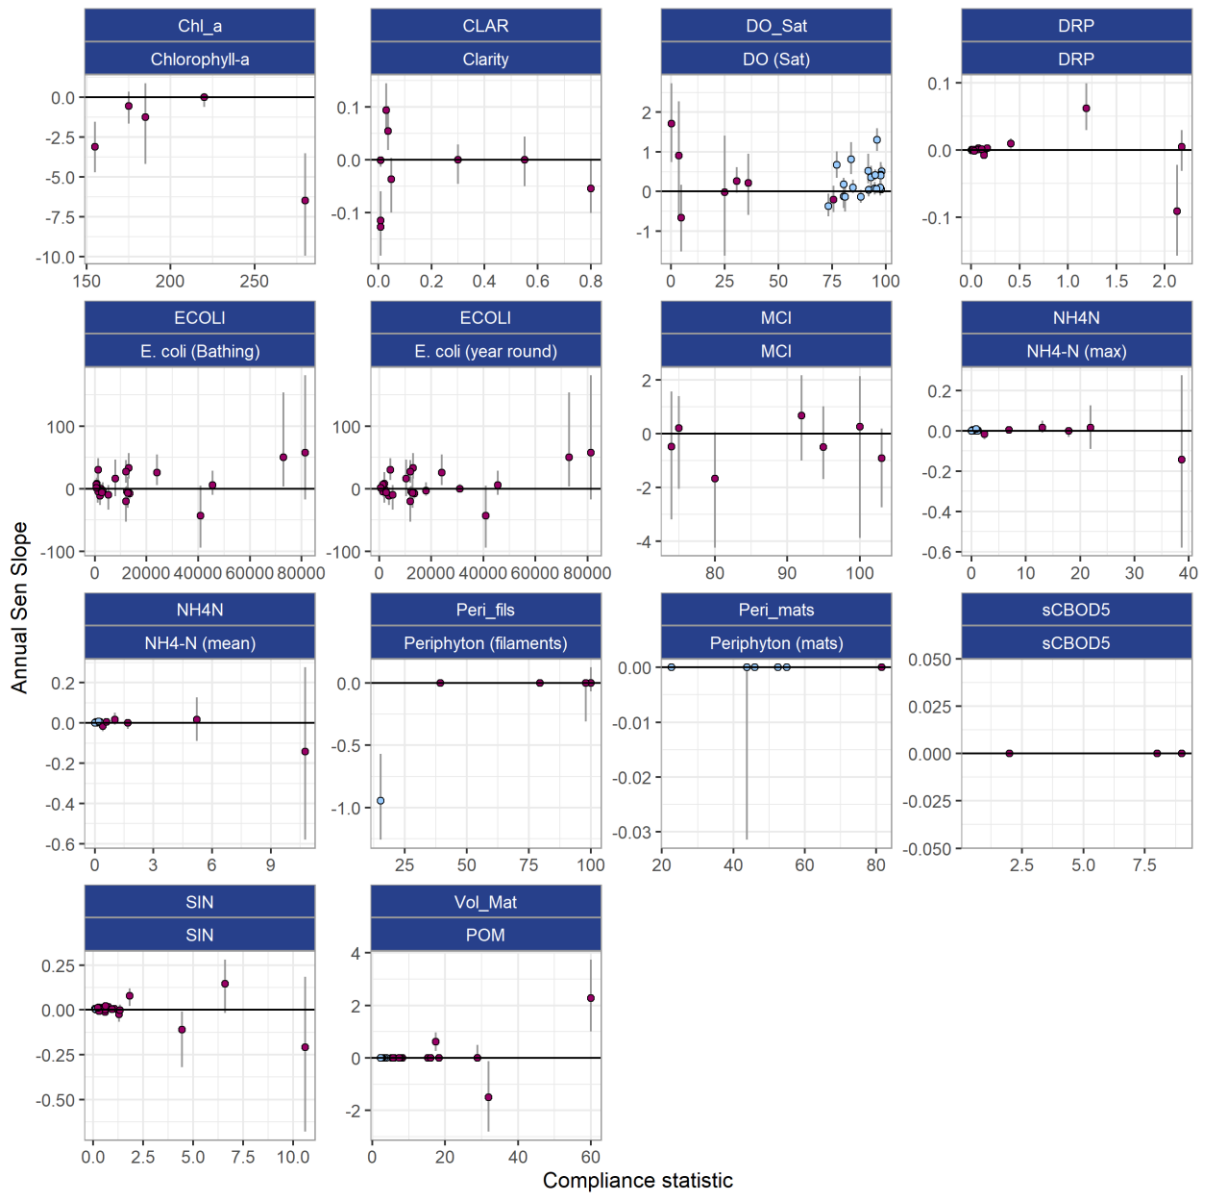 Chl_a
Chlorophyll-a
0.0
-2.5
-5.0
-7.5
-10.0
150 200 250
CLAR
Clarity
0.1
0.0
-0.1
0.0 0.2 0.4 0.6 0.8
DO_Sat
DO (Sat)
2
1
0
-1
0 25 50 75 100
DRP
DRP
0.1
0.0
-0.1
0.0 0.5 1.0 1.5 2.0
ECOLI
E. coli (Bathing)
100
0
-100
0 20000 40000 60000 80000
ECOLI
E. coli (year round)
100
0
-100
0 20000 40000 60000 80000
MCI
MCI
2
0
-2
-4
80 90 100
NH4N
NH4-N (max)
0.2
0.0
-0.2
-0.4
-0.6
0 10 20 30 40
Annual Sen Slope
NH4N
NH4-N (mean)
0.2
0.0
-0.2
-0.4
-0.6
0 3 6 9
Peri_fils
Periphyton (filaments)
0.0
-0.5
-1.0
25 50 75 100
Peri_mats
Periphyton (mats)
0.00
-0.01
-0.02
-0.03
20 40 60 80
sCBOD5
sCBOD5
0.050
0.025
0.000
-0.025
-0.050
2.5 5.0 7.5
SIN
SIN
0.25
0.00
-0.25
-0.50
0.0 2.5 5.0 7.5 10.0
Vol_Mat
POM
4
2
0
-2
0 20 40 60
Compliance statistic